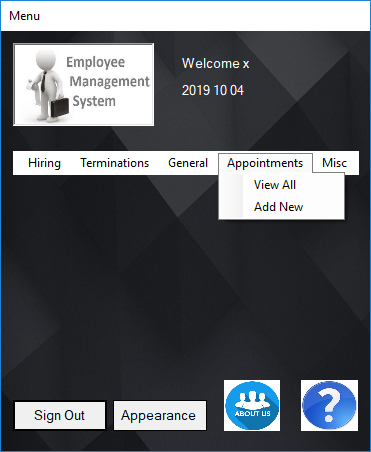 Menu
Employee
Management
System
Welcome x
2019 10 04
Hiring Terminations General Appointments Misc
View All
Add New
Sign Out Appearance
ABOUT US
?